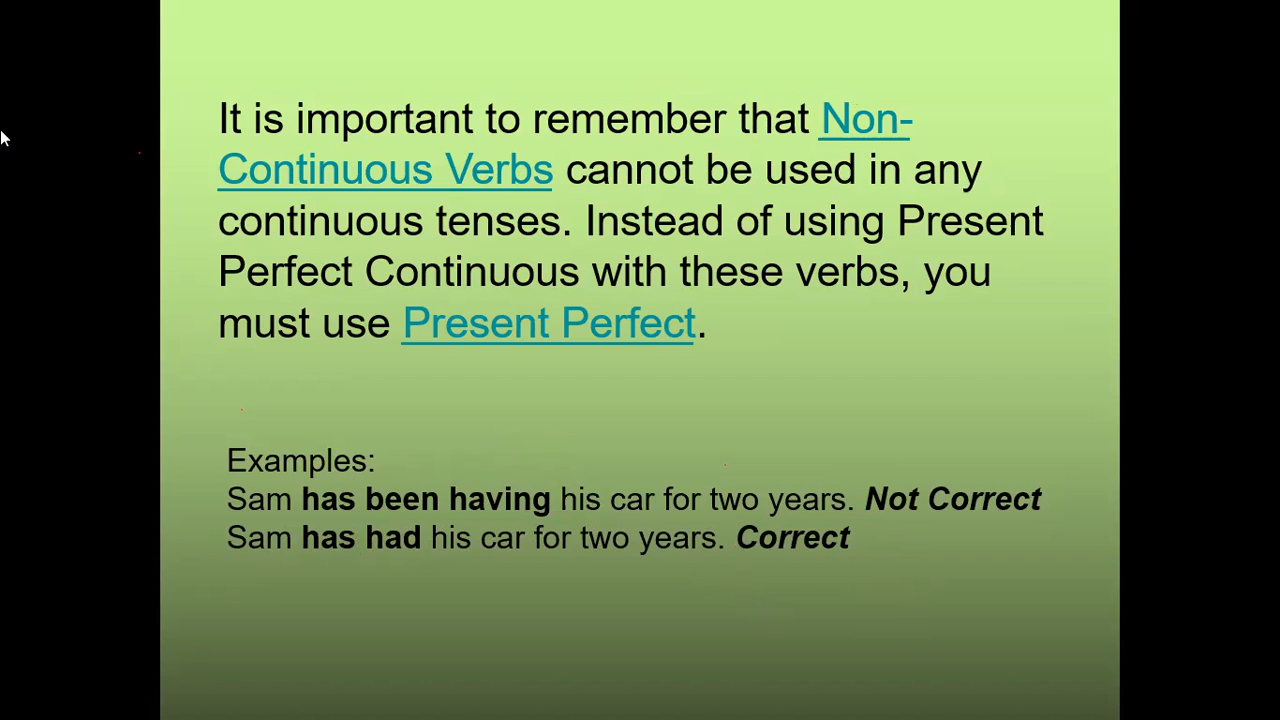 It is important to remember that Non-
Continuous Verbs cannot be used in any
continuous tenses. Instead of using Present
Perfect Continuous with these verbs, you
must use Present Perfect.
Examples:
Sam has been having his car for two years. Not Correct
Sam has had his car for two years. Correct